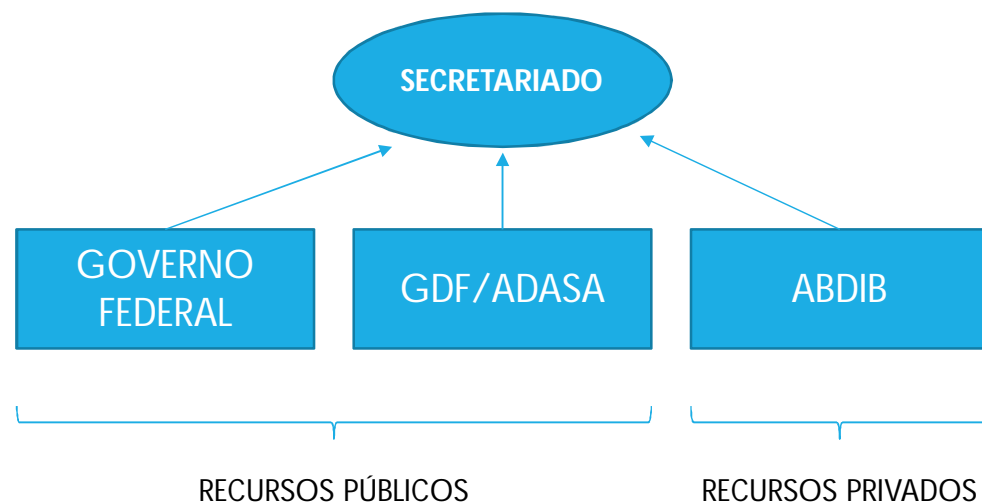 SECRETARIADO
GOVERNO
FEDERAL
GDF/ADASA
ABDIB
RECURSOS PÚBLICOS
RECURSOS PRIVADOS